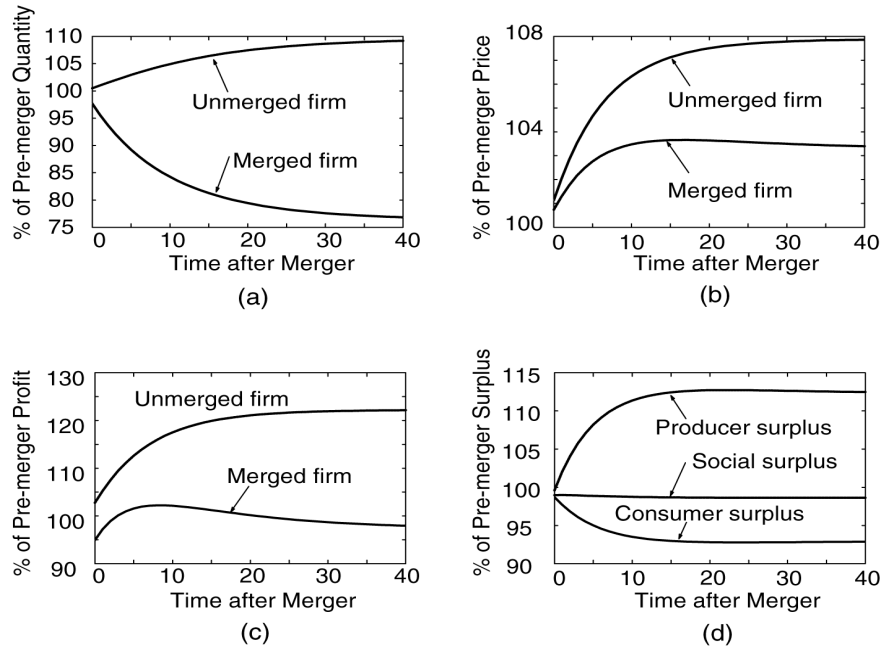 % of Pre-merger Quantity
110
105
100
95
90
85
80
75
Unmerged firm
Merged firm
0 10 20 30 40
Time after Merger
(a)
% of Pre-merger Price
108
104
100
Unmerged firm
Merged firm
0 10 20 30 40
Time after Merger
(b)
% of Pre-merger Profit
130
120
110
100
90
Unmerged firm
Merged firm
0 10 20 30 40
Time after Merger
(c)
% of Pre-merger Surplus
115
110
105
100
95
90
Producer surplus
Social surplus
Consumer surplus
0 10 20 30 40
Time after Merger
(d)